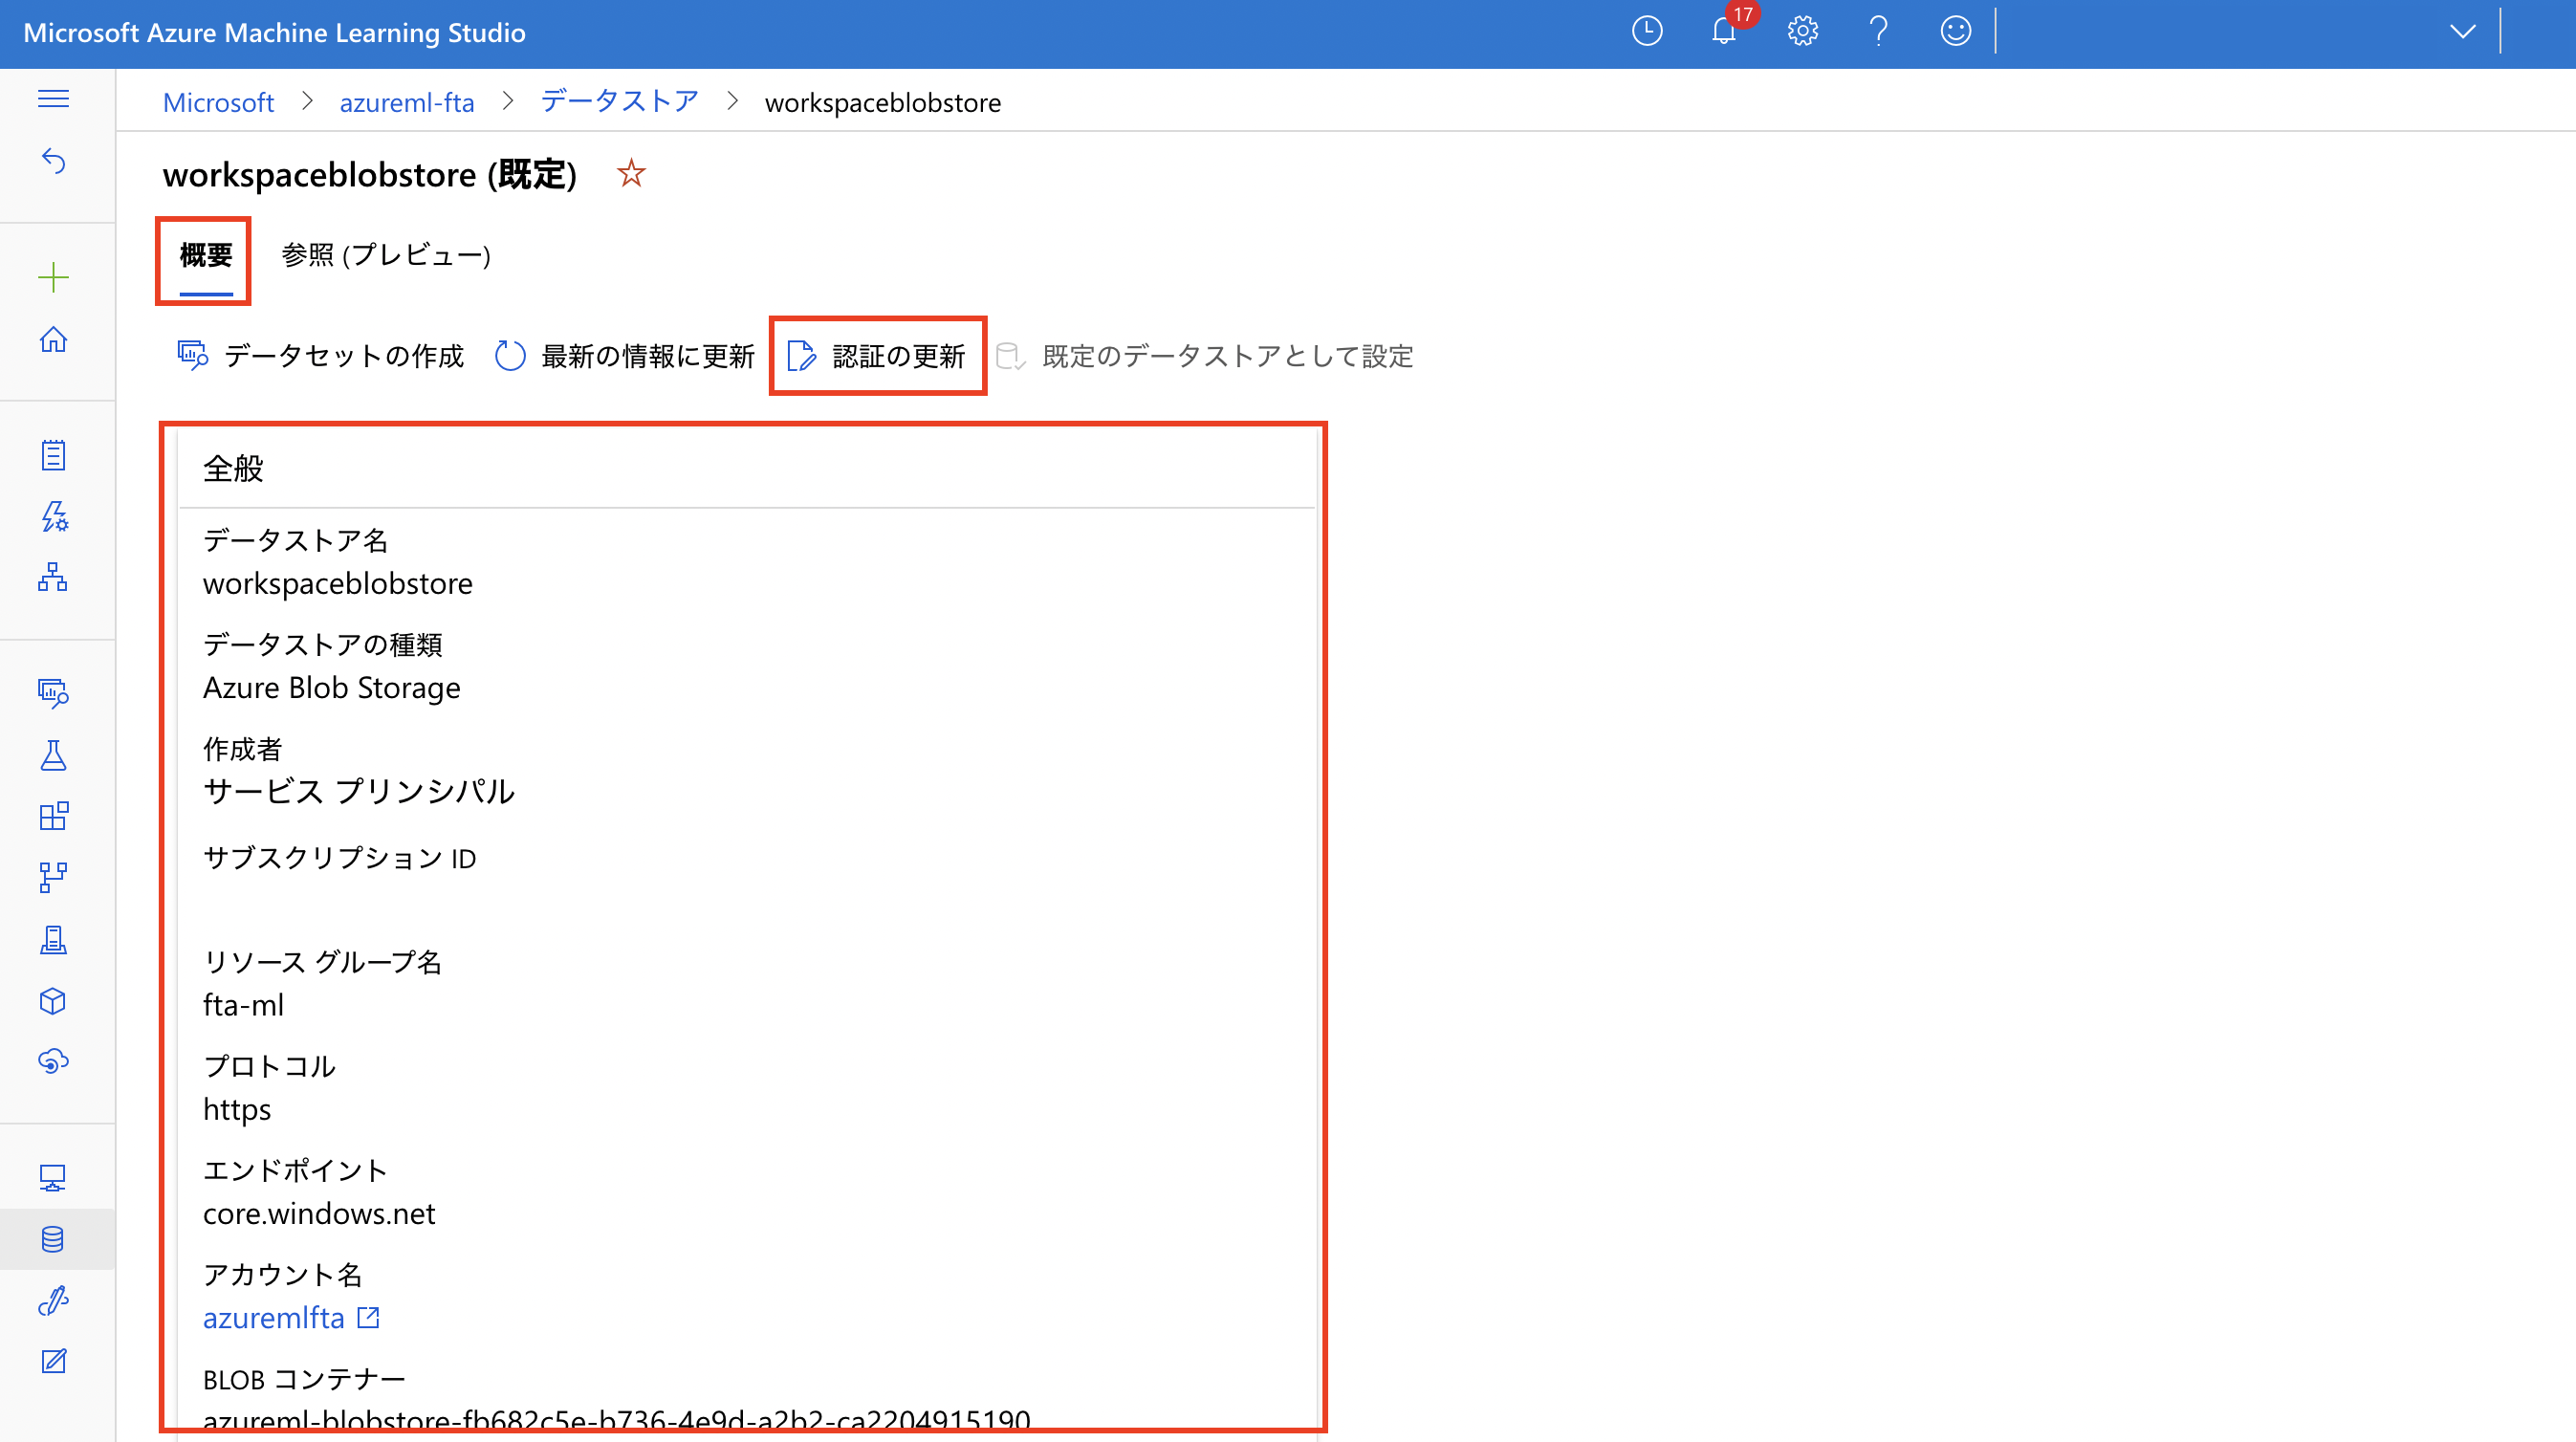 Microsoft Azure Machine Learning Studio
17
Microsoft > azureml-fta > データストア > workspaceblobstore
workspaceblobstore (既定)
概要 参照 (プレビュー)
データセットの作成 最新の情報に更新 認証の更新 既定のデータストアとして設定
全般
データストア名
workspaceblobstore
データストアの種類
Azure Blob Storage
作成者
サービス プリンシパル
サブスクリプション ID
リソース グループ名
fta-ml
プロトコル
https
エンドポイント
core.windows.net
アカウント名
azuremlfta
BLOB コンテナー
azureml-blobstore-fb682c5e-b736-4e9d-a2b2-ca2204915190